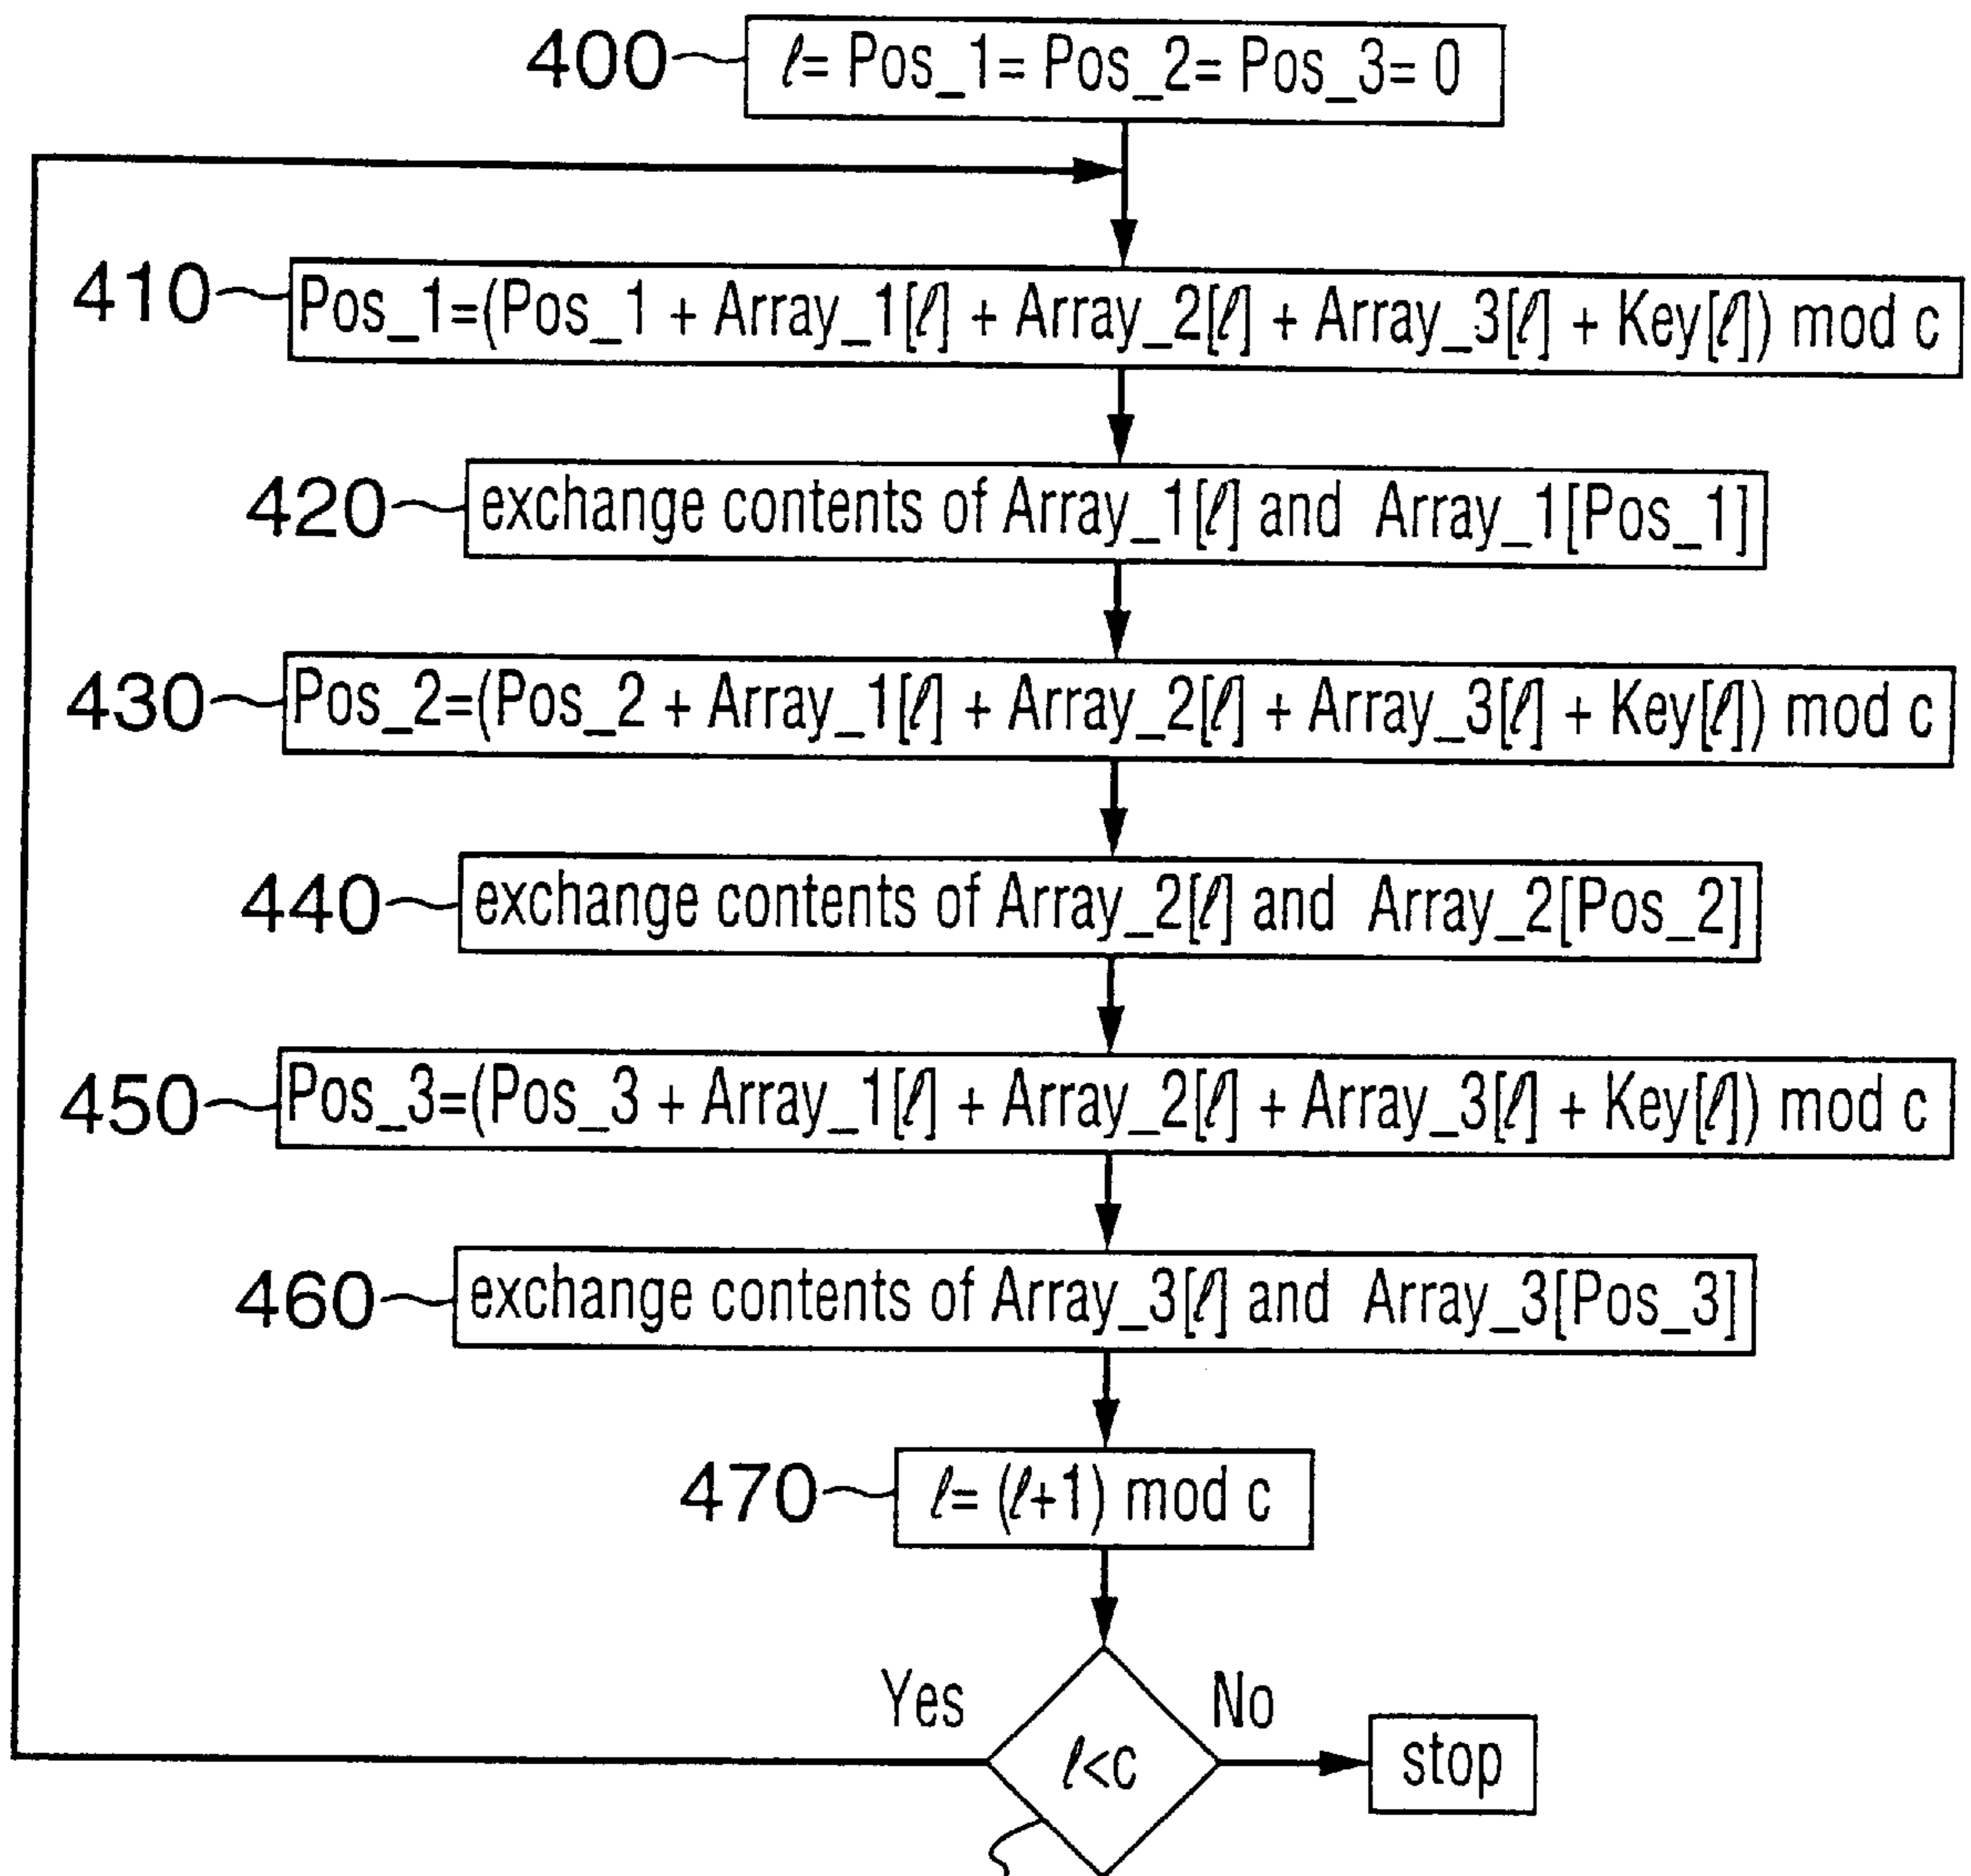 400
ℓ= Pos_1= Pos_2= Pos_3= 0
410
Pos_1=(Pos_1 + Array_1[ℓ] + Array_2[ℓ] + Array_3[ℓ] + Key[ℓ]) mod c
420
exchange contents of Array_1[ℓ] and Array_1[Pos_1]
430
Pos_2=(Pos_2 + Array_1[ℓ] + Array_2[ℓ] + Array_3[ℓ] + Key[ℓ]) mod c
440
exchange contents of Array_2[ℓ] and Array_2[Pos_2]
450
Pos_3=(Pos_3 + Array_1[ℓ] + Array_2[ℓ] + Array_3[ℓ] + Key[ℓ]) mod c
460
exchange contents of Array_3[ℓ] and Array_3[Pos_3]
470
ℓ= (ℓ+1) mod c
Yes
No
ℓ<c
stop